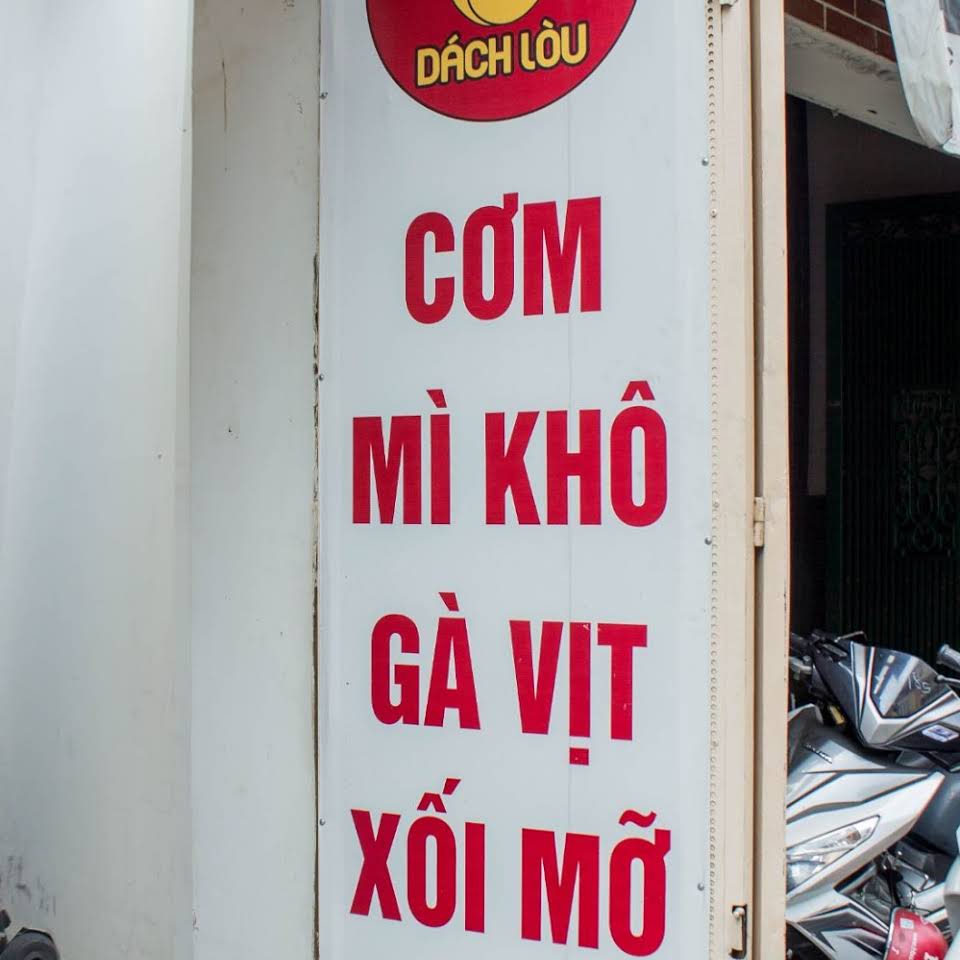 DÁCH LÒU
CƠM
MÌ KHÔ
GÀ VỊT
XỐI MỠ